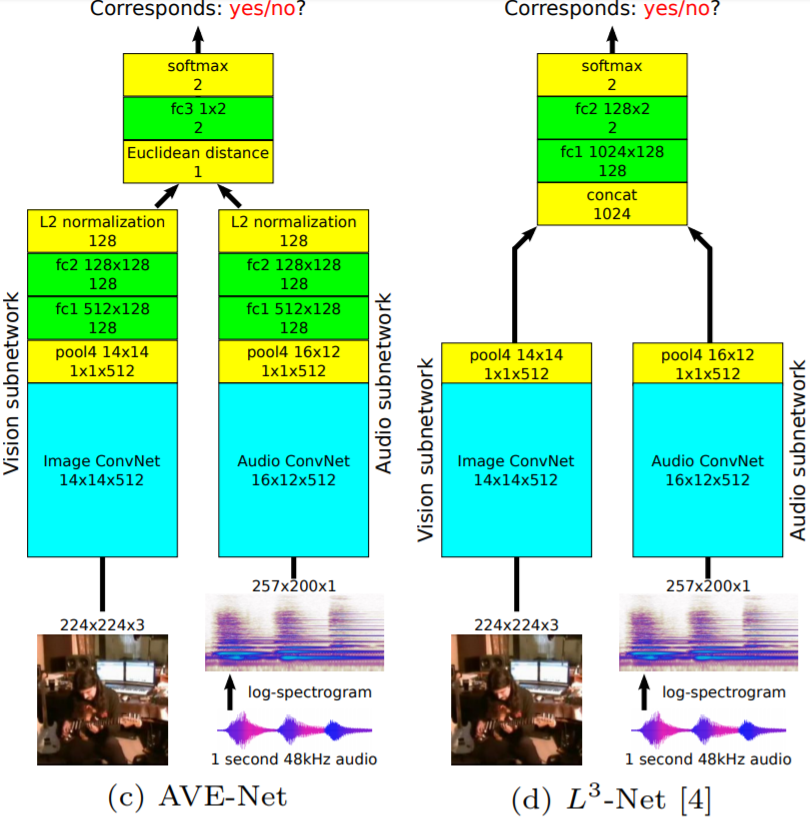 Corresponds: yes/no?
softmax
2
fc3 1x2
2
Euclidean distance
1
L2 normalization
128
fc2 128x128
128
fc1 512x128
128
pool4 14x14
1x1x512
Image ConvNet
14x14x512
Vision subnetwork
L2 normalization
128
fc2 128x128
128
fc1 512x128
128
pool4 16x12
1x1x512
Audio ConvNet
16x12x512
Audio subnetwork
224x224x3
257x200x1
log-spectrogram
1 second 48kHz audio
(c) AVE-Net
Corresponds: yes/no?
softmax
2
fc2 128x2
2
fc1 1024x128
128
concat
1024
pool4 14x14
1x1x512
Image ConvNet
14x14x512
Vision subnetwork
pool4 16x12
1x1x512
Audio ConvNet
16x12x512
Audio subnetwork
224x224x3
257x200x1
log-spectrogram
1 second 48kHz audio
(d) L³-Net [4]